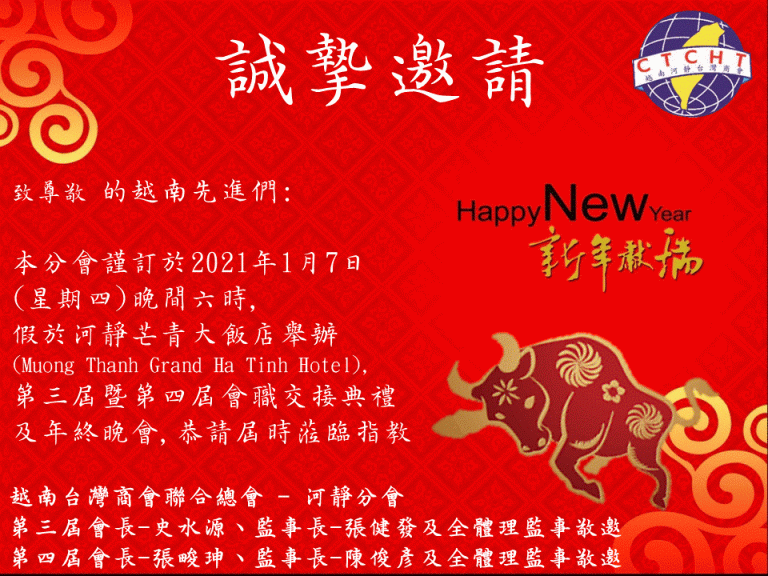 誠摯邀請
CTCHT
越南河靜台灣商會
致尊敬 的越南先進們:
Happy New Year
新年獻瑞
本分會謹訂於2021年1月7日
(星期四)晚間六時,
假於河靜芒青大飯店舉辦
(Muong Thanh Grand Ha Tinh Hotel),
第三屆暨第四屆會職交接典禮
及年終晚會,恭請屆時蒞臨指教
越南台灣商會聯合總會 - 河靜分會
第三屆會長-史水源、監事長-張健發及全體理監事敬邀
第四屆會長-張畯珅、監事長-陳俊彥及全體理監事敬邀